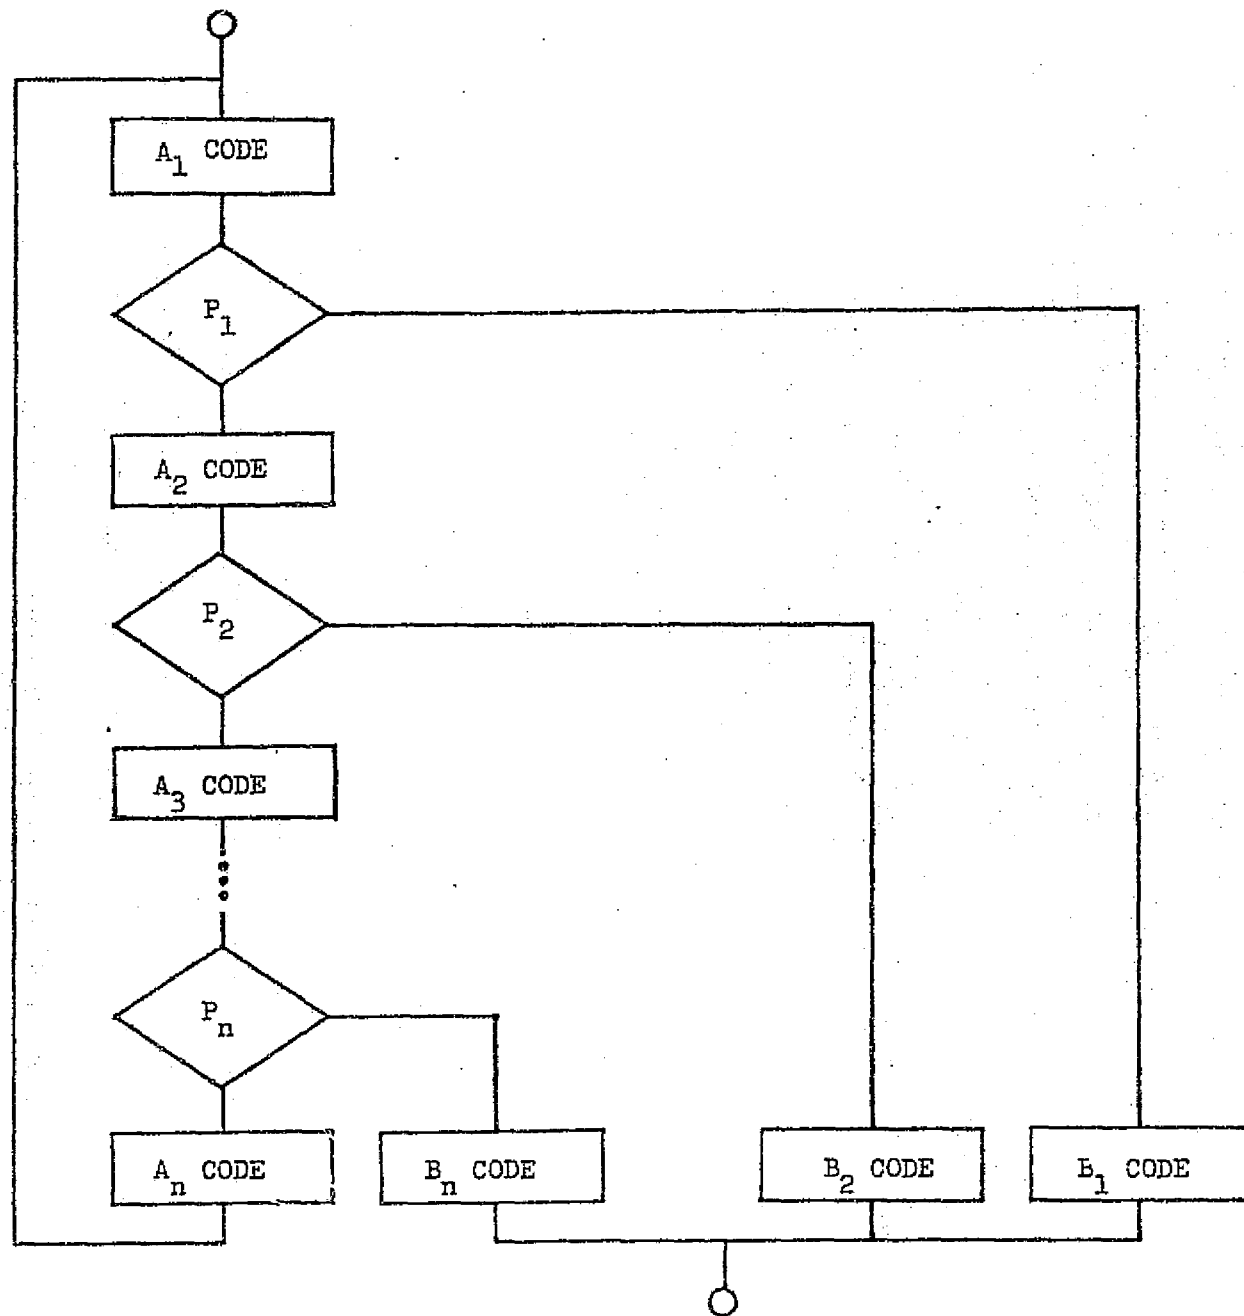 A₁ CODE
P₁
A₂ CODE
P₂
A₃ CODE
Pₙ
Aₙ CODE
Bₙ CODE
B₂ CODE
B₁ CODE